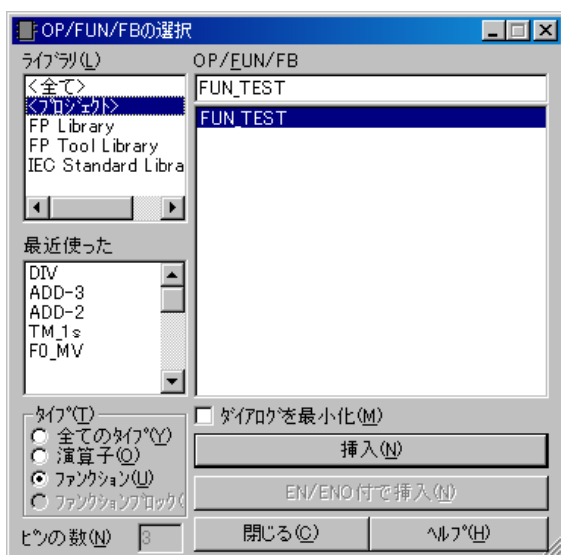 OP/FUN/FBの選択
ﾗｲﾌﾞﾗﾘ(L)
<全て>
<ﾌﾟﾛｼﾞｪｸﾄ>
FP Library
FP Tool Library
IEC Standard Libra
最近使った
DIV
ADD-3
ADD-2
TM_1s
F0_MV
ﾀｲﾌﾟ(T)
全てのﾀｲﾌﾟ(Y)
演算子(O)
ﾌｧﾝｸｼｮﾝ(U)
ﾌｧﾝｸｼｮﾝﾌﾞﾛｯｸ(
ﾋﾟﾝの数(N)
3
OP/FUN/FB
FUN_TEST
FUN_TEST
ﾀﾞｲｱﾛｸﾞを最小化(M)
挿入(N)
EN/ENO付で挿入(N)
閉じる(C)
ﾍﾙﾌﾟ(H)